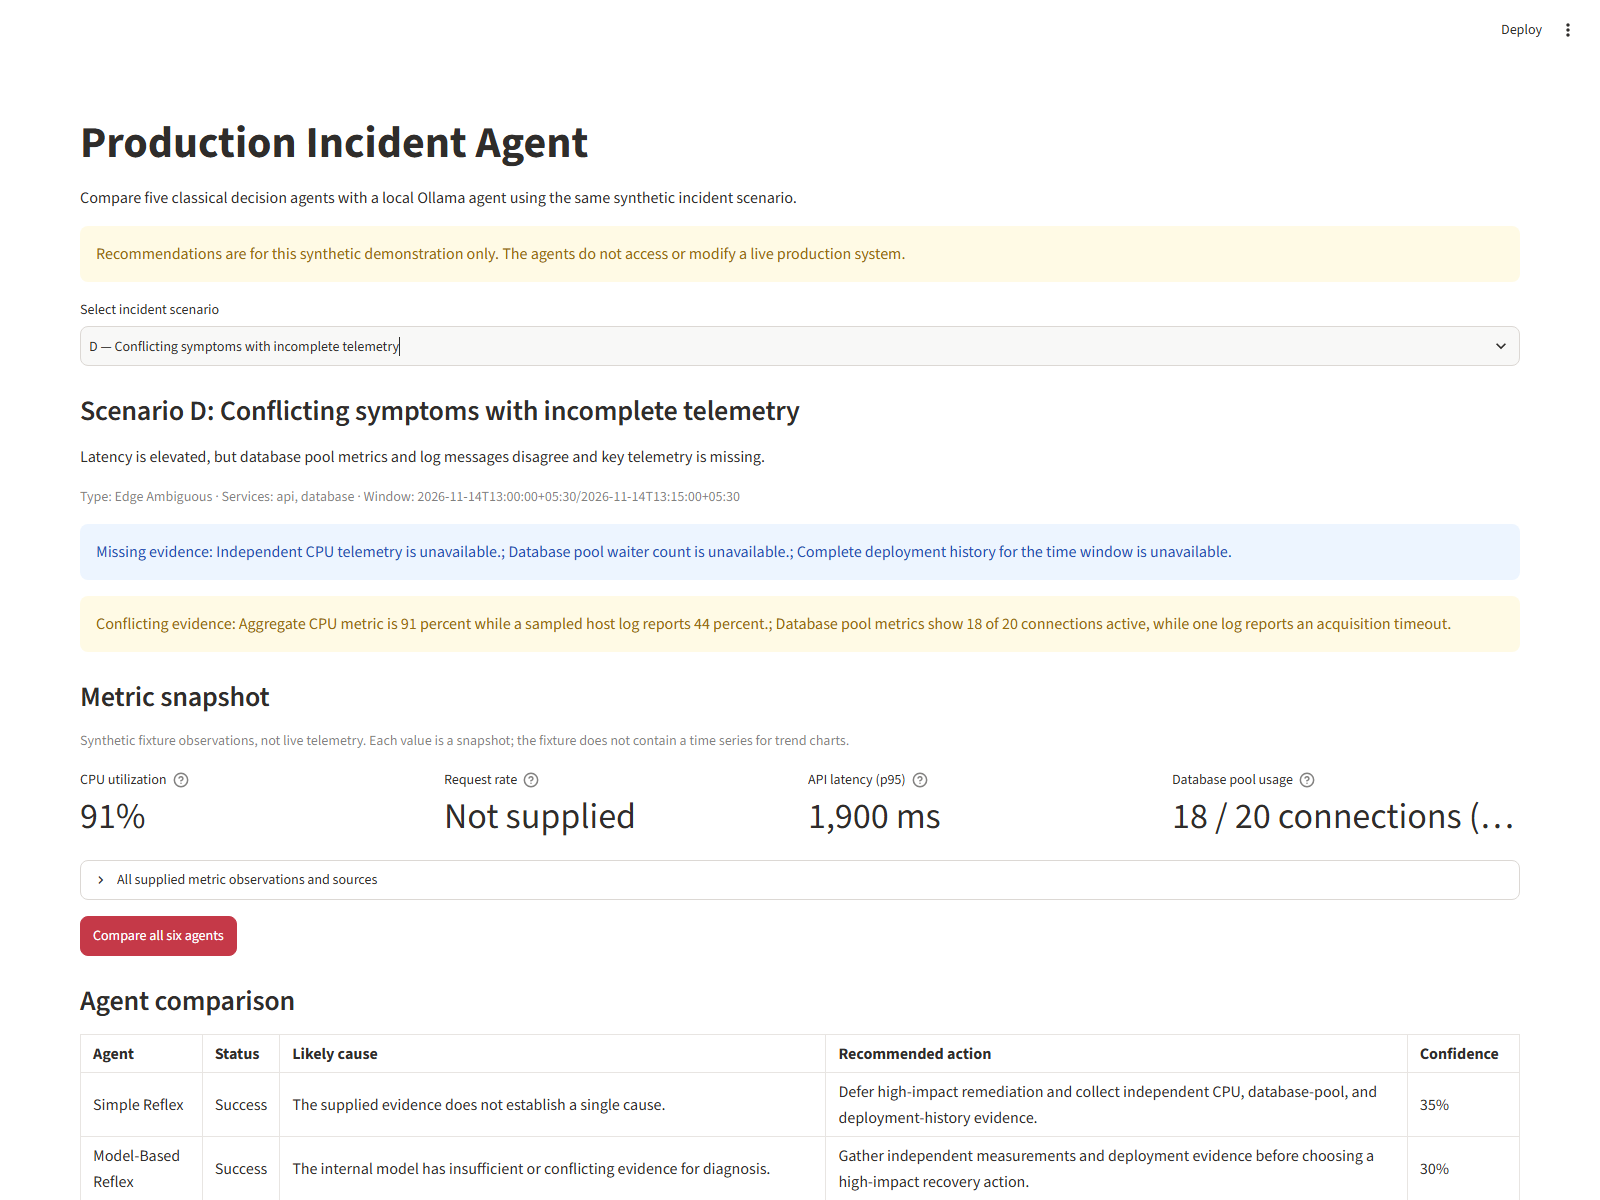 Deploy
Production Incident Agent
Compare five classical decision agents with a local Ollama agent using the same synthetic incident scenario.
Recommendations are for this synthetic demonstration only. The agents do not access or modify a live production system.
Select incident scenario
D — Conflicting symptoms with incomplete telemetry
Scenario D: Conflicting symptoms with incomplete telemetry
Latency is elevated, but database pool metrics and log messages disagree and key telemetry is missing.
Type: Edge Ambiguous · Services: api, database · Window: 2026-11-14T13:00:00+05:30/2026-11-14T13:15:00+05:30
Missing evidence: Independent CPU telemetry is unavailable.; Database pool waiter count is unavailable.; Complete deployment history for the time window is unavailable.
Conflicting evidence: Aggregate CPU metric is 91 percent while a sampled host log reports 44 percent.; Database pool metrics show 18 of 20 connections active, while one log reports an acquisition timeout.
Metric snapshot
Synthetic fixture observations, not live telemetry. Each value is a snapshot; the fixture does not contain a time series for trend charts.
CPU utilization Request rate API latency (p95) Database pool usage
91% Not supplied 1,900 ms 18 / 20 connections (…
All supplied metric observations and sources
Compare all six agents
Agent comparison
Agent Status Likely cause Recommended action Confidence
Simple Reflex Success The supplied evidence does not establish a single cause. Defer high-impact remediation and collect independent CPU, database-pool, and
deployment-history evidence. 35%
Model-Based
Reflex Success The internal model has insufficient or conflicting evidence for diagnosis. Gather independent measurements and deployment evidence before choosing a
high-impact recovery action. 30%